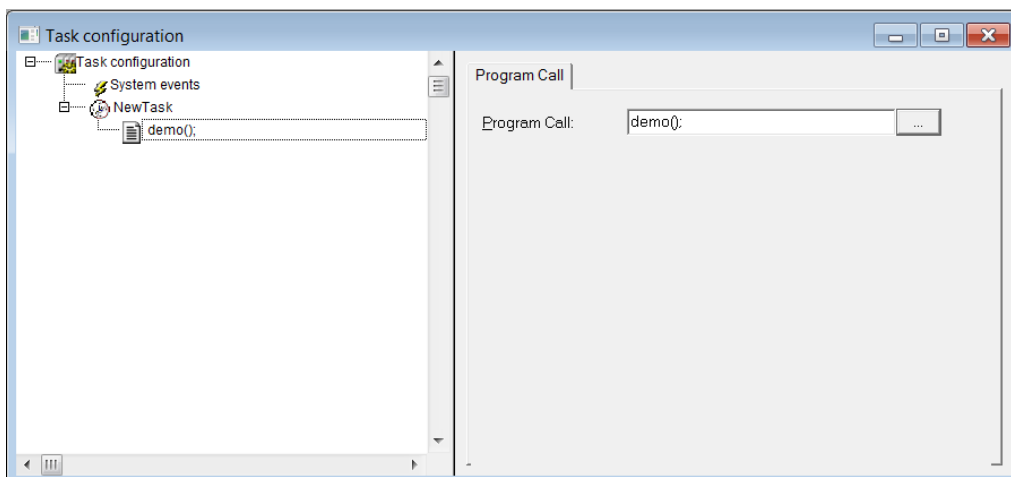 Task configuration
Task configuration
System events
NewTask
demo();
Program Call
Program Call:
demo();
...